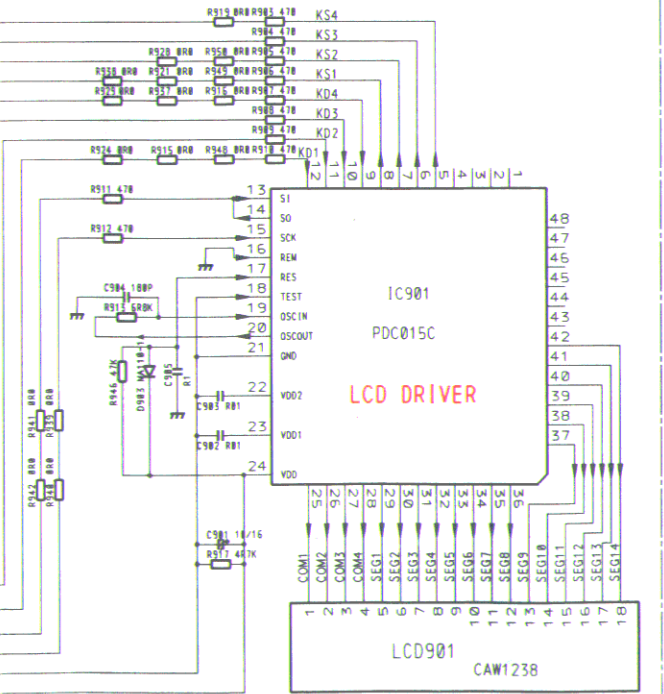 R919 0R0 R903 470 KS4
R904 470 KS3
R928 0R0 R950 0R0 R905 470 KS2
R938 0R0 R921 0R0 R949 0R0 R906 470 KS1
R929 0R0 R937 0R0 R916 0R0 R907 470 KD4
R908 470 KD3
R909 470 KD2
R924 0R0 R915 0R0 R948 0R0 R910 470 KD1
12 11 10 9 8 7 6 5 4 3 2 1
R911 470 13 SI
14 SO
R912 470 15 SCK
16 REM
17 RES
C904 180P 18 TEST
R913 68K 19 OSCIN
20 OSCOUT
21 GND
22 VDD2
23 VDD1
24 VDD
IC901
PDC015C
LCD DRIVER
48
47
46
45
44
43
42
41
40
39
38
37
R946 47K
D903 MA110-1
C905 R1
C903 R01
C902 R01
R941 0R0
R939 0R0
R942 0R0
R940 0R0
C901 10/16
R917 4R7K
25 26 27 28 29 30 31 32 33 34 35 36
COM1 COM2 COM3 COM4 SEG1 SEG2 SEG3 SEG4 SEG5 SEG6 SEG7 SEG8 SEG9 SEG10 SEG11 SEG12 SEG13 SEG14
1 2 3 4 5 6 7 8 9 10 11 12 13 14 15 16 17 18
LCD901
CAW1238